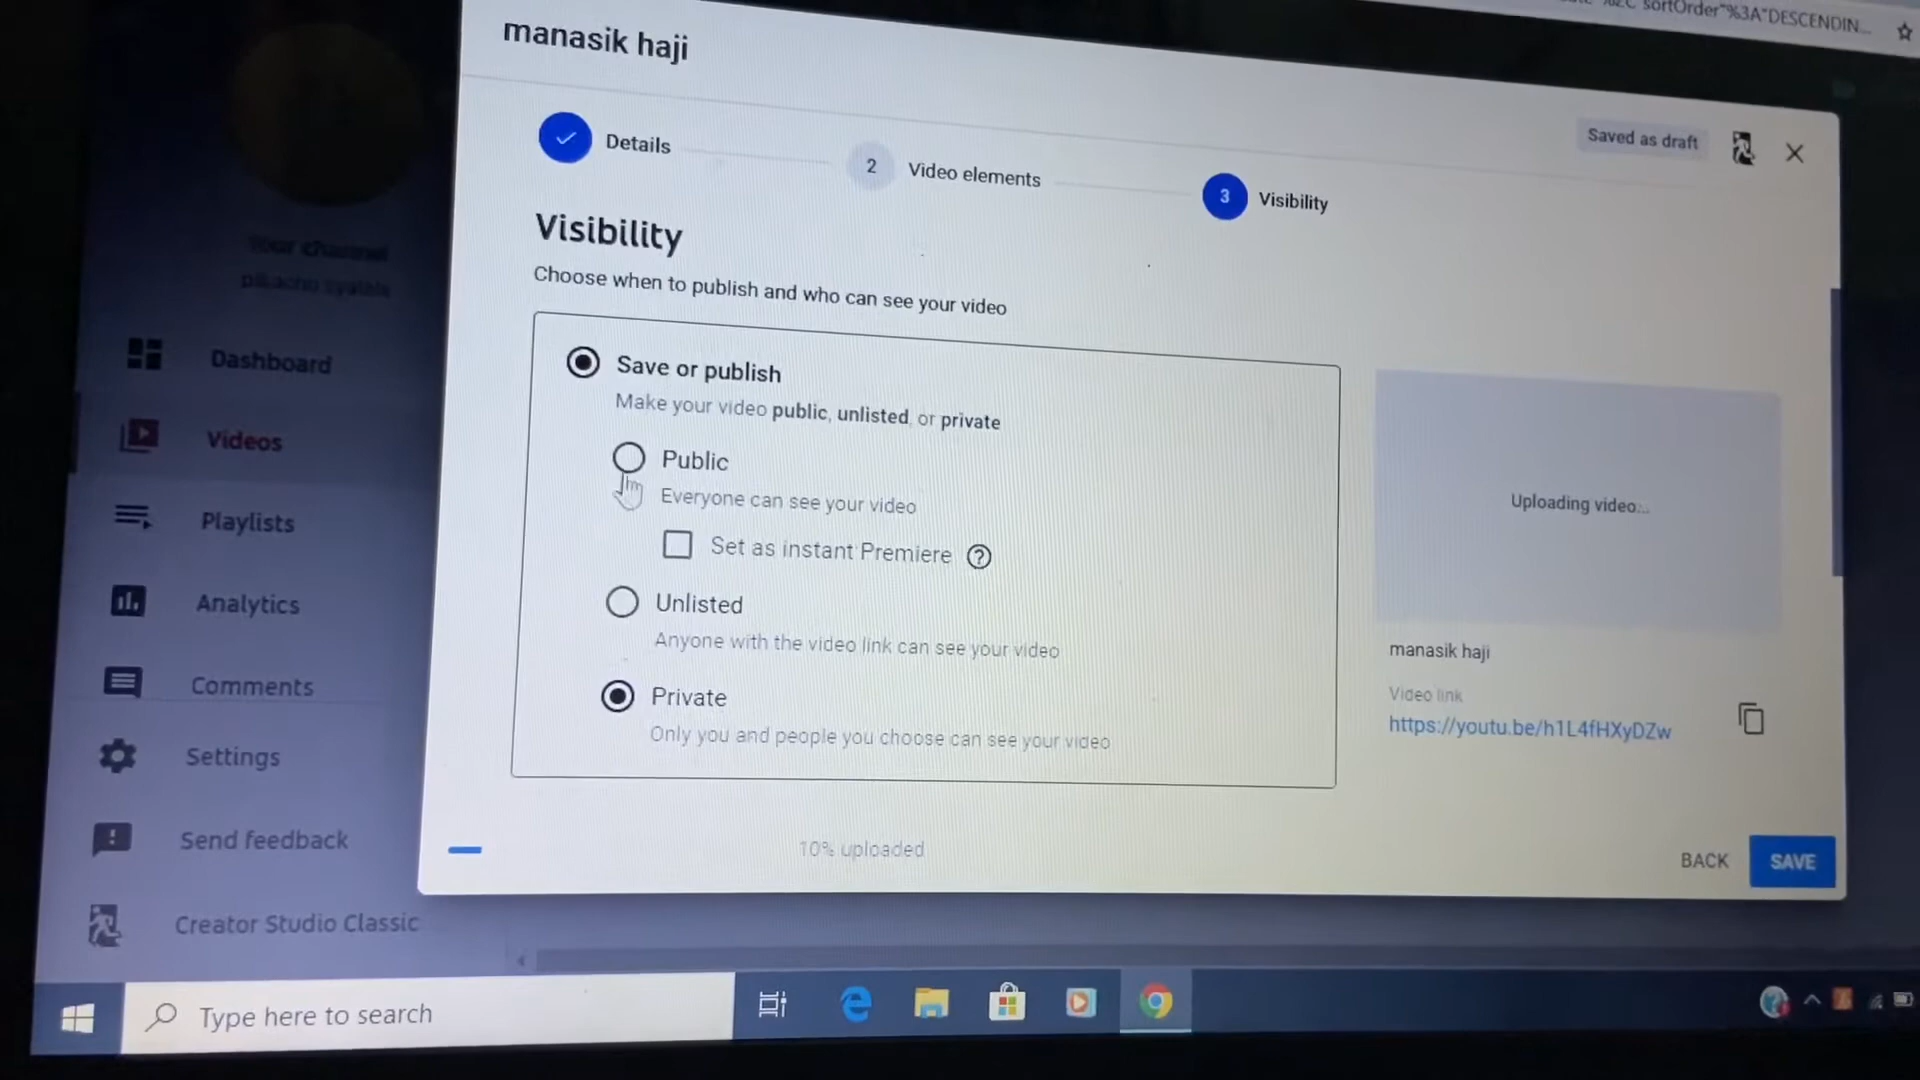 sortOrder"%3A"DESCENDIN...
manasik haji
Details
2
Video elements
3
Visibility
Saved as draft
Visibility
Choose when to publish and who can see your video
Save or publish
Make your video public, unlisted, or private
Public
Everyone can see your video
Set as instant Premiere ?
Unlisted
Anyone with the video link can see your video
Private
Only you and people you choose can see your video
Uploading video...
manasik haji
Video link
https://youtu.be/h1L4fHXyDZw
10% uploaded
BACK
SAVE
Your channel
Dashboard
Videos
Playlists
Analytics
Comments
Settings
Send feedback
Creator Studio Classic
Type here to search